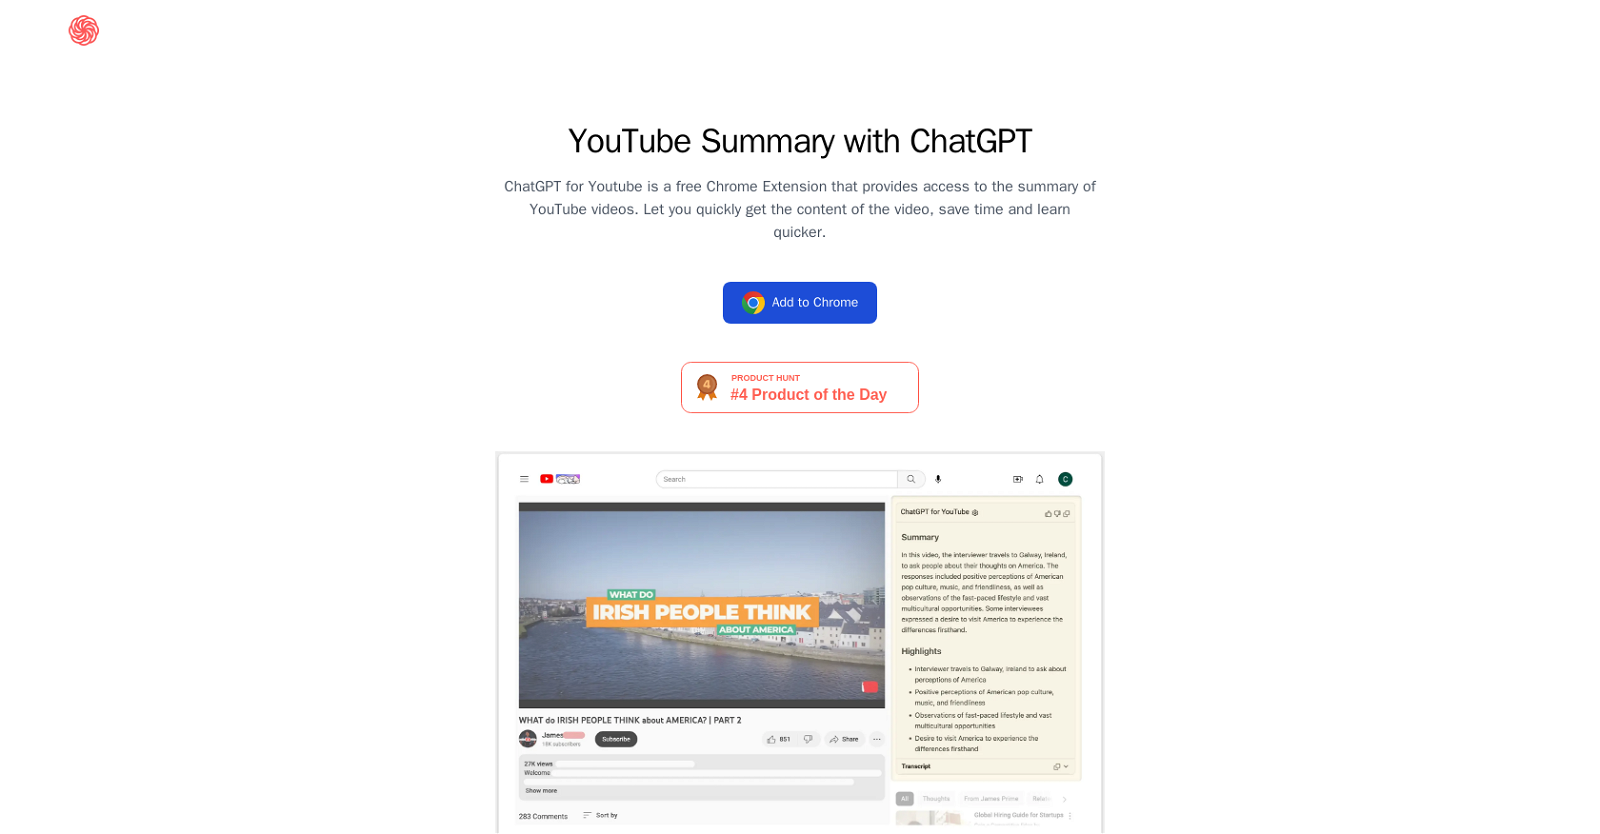 YouTube Summary with ChatGPT
ChatGPT for Youtube is a free Chrome Extension that provides access to the summary of
YouTube videos. Let you quickly get the content of the video, save time and learn
quicker.
Add to Chrome
4
PRODUCT HUNT
#4 Product of the Day
Search
C
WHAT DO
IRISH PEOPLE THINK
ABOUT AMERICA
WHAT do IRISH PEOPLE THINK about AMERICA? | PART 2
James
18K subscribers
Subscribe
851
Share
27K views
Welcome
Show more
283 Comments
Sort by
ChatGPT for YouTube
Summary
In this video, the interviewer travels to Galway, Ireland,
to ask people about their thoughts on America. The
responses included positive perceptions of American
pop culture, music, and friendliness, as well as
observations of the fast-paced lifestyle and vast
multicultural opportunities. Some interviewees
expressed a desire to visit America to experience the
differences firsthand.
Highlights
• Interviewer travels to Galway, Ireland to ask about
perceptions of America
• Positive perceptions of American pop culture,
music, and friendliness
• Observations of fast-paced lifestyle and vast
multicultural opportunities
• Desire to visit America to experience the
differences firsthand
Transcript
All
Thoughts
From James Prime
Relate
Global Hiring Guide for Startups